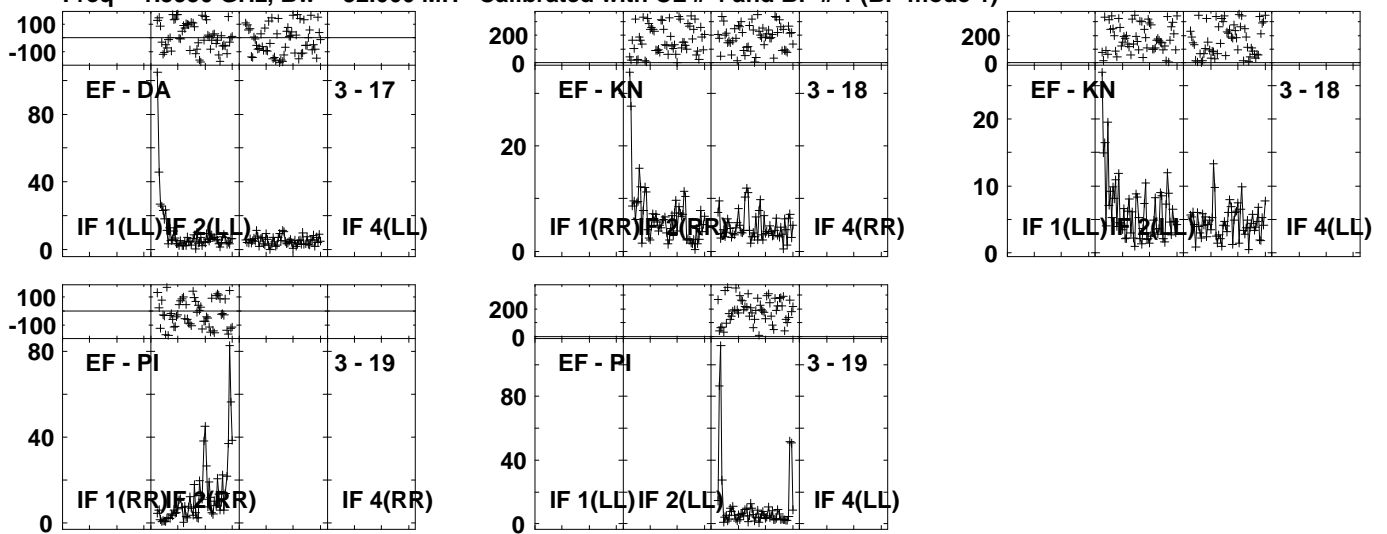 100
-100
200
0
200
0
EF - DA 3 - 17
EF - KN 3 - 18
EF - KN 3 - 18
80
40
0
20
0
20
10
0
IF 1(LL) IF 2(LL) IF 4(LL)
IF 1(RR) IF 2(RR) IF 4(RR)
IF 1(LL) IF 2(LL) IF 4(LL)
100
-100
200
0
EF - PI 3 - 19
EF - PI 3 - 19
80
40
0
80
40
0
IF 1(RR) IF 2(RR) IF 4(RR)
IF 1(LL) IF 2(LL) IF 4(LL)